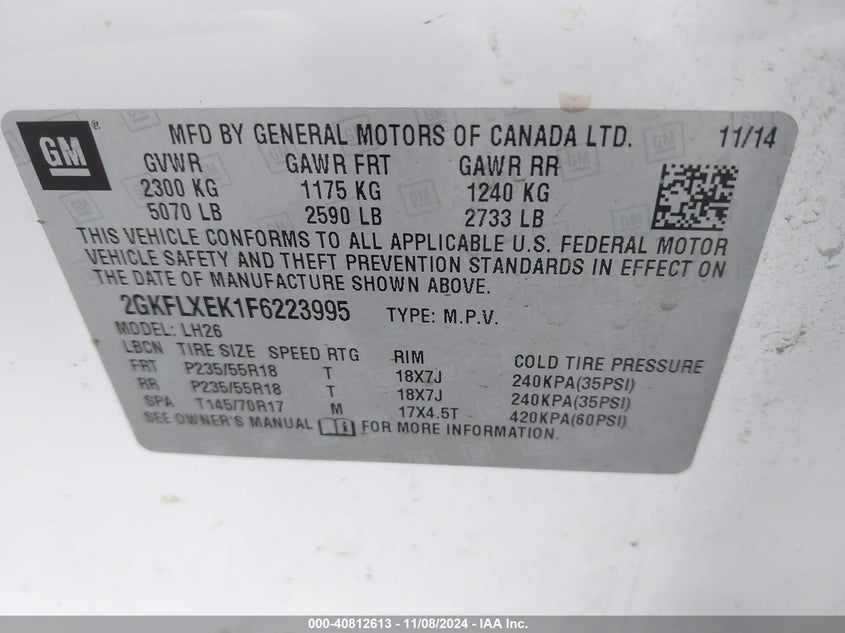 GM ® MFD BY GENERAL MOTORS OF CANADA LTD. 11/14
GVWR GAWR FRT GAWR RR
2300 KG 1175 KG 1240 KG
5070 LB 2590 LB 2733 LB
THIS VEHICLE CONFORMS TO ALL APPLICABLE U.S. FEDERAL MOTOR
VEHICLE SAFETY AND THEFT PREVENTION STANDARDS IN EFFECT ON
THE DATE OF MANUFACTURE SHOWN ABOVE.
2GKFLXEK1F6223995 TYPE: M.P.V.
MODEL: LH26
LBCN TIRE SIZE SPEED RTG RIM COLD TIRE PRESSURE
FRT P235/55R18 T 18X7J 240KPA(35PSI)
RR P235/55R18 T 18X7J 240KPA(35PSI)
SPA T145/70R17 M 17X4.5T 420KPA(60PSI)
SEE OWNER'S MANUAL i FOR MORE INFORMATION.
000-40812613 - 11/08/2024 - IAA Inc.